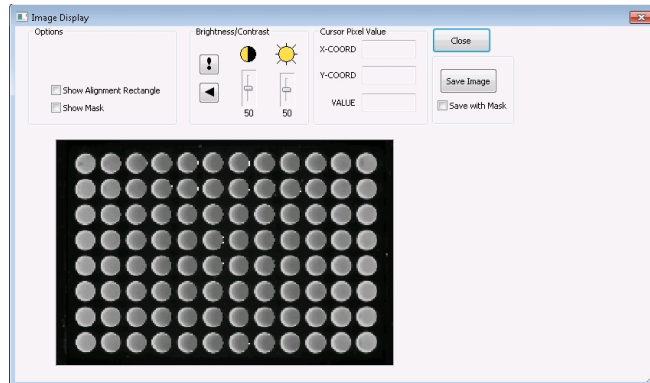 Image Display
Options
Show Alignment Rectangle
Show Mask
Brightness/Contrast
50
50
Cursor Pixel Value
X-COORD
Y-COORD
VALUE
Close
Save Image
Save with Mask